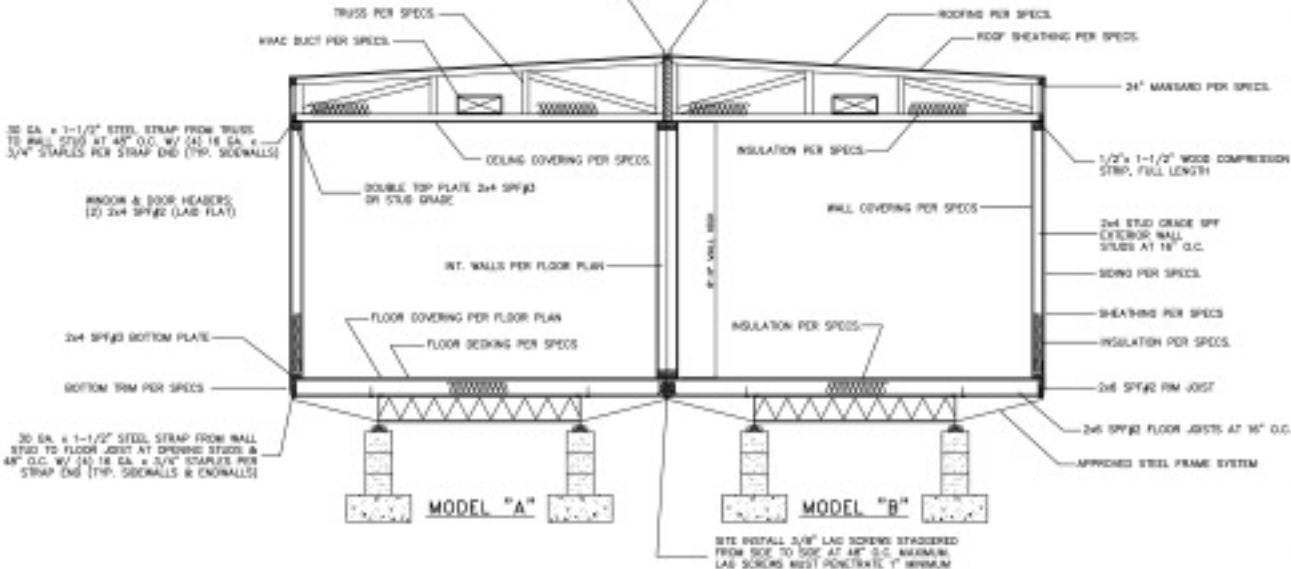 TRUSS PER SPECS.
HVAC DUCT PER SPECS.
ROOFING PER SPECS.
ROOF SHEATHING PER SPECS.
24" MANSARD PER SPECS.
30 GA. x 1-1/2" STEEL STRAP FROM TRUSS
TO WALL STUD AT 48" O.C. W/ (4) 16 GA. x
3/4" STAPLES PER STRAP END (TYP. SIDEWALLS)
CEILING COVERING PER SPECS.
INSULATION PER SPECS.
1/2"x 1-1/2" WOOD COMPRESSION
STRIP, FULL LENGTH
WINDOW & DOOR HEADERS:
(2) 2x4 SPF#2 (LAID FLAT)
DOUBLE TOP PLATE 2x4 SPF#3
OR STUD GRADE
WALL COVERING PER SPECS
2x4 STUD GRADE SPF
EXTERIOR WALL
STUDS AT 16" O.C.
INT. WALLS PER FLOOR PLAN
WALL HIGH
SIDING PER SPECS.
2x4 SPF#3 BOTTOM PLATE
FLOOR COVERING PER FLOOR PLAN
FLOOR DECKING PER SPECS
INSULATION PER SPECS.
SHEATHING PER SPECS
INSULATION PER SPECS.
BOTTOM TRIM PER SPECS
2x6 SPF#2 RIM JOIST
30 GA. x 1-1/2" STEEL STRAP FROM WALL
STUD TO FLOOR JOIST AT OPENING STUDS &
48" O.C. W/ (4) 16 GA. x 3/4" STAPLES PER
STRAP END (TYP. SIDEWALLS & ENDWALLS)
2x6 SPF#2 FLOOR JOISTS AT 16" O.C.
APPROVED STEEL FRAME SYSTEM
MODEL "A"
MODEL "B"
SITE INSTALL 3/8" LAG SCREWS STAGGERED
FROM SIDE TO SIDE AT 48" O.C. MAXIMUM.
LAG SCREWS MUST PENETRATE 1" MINIMUM